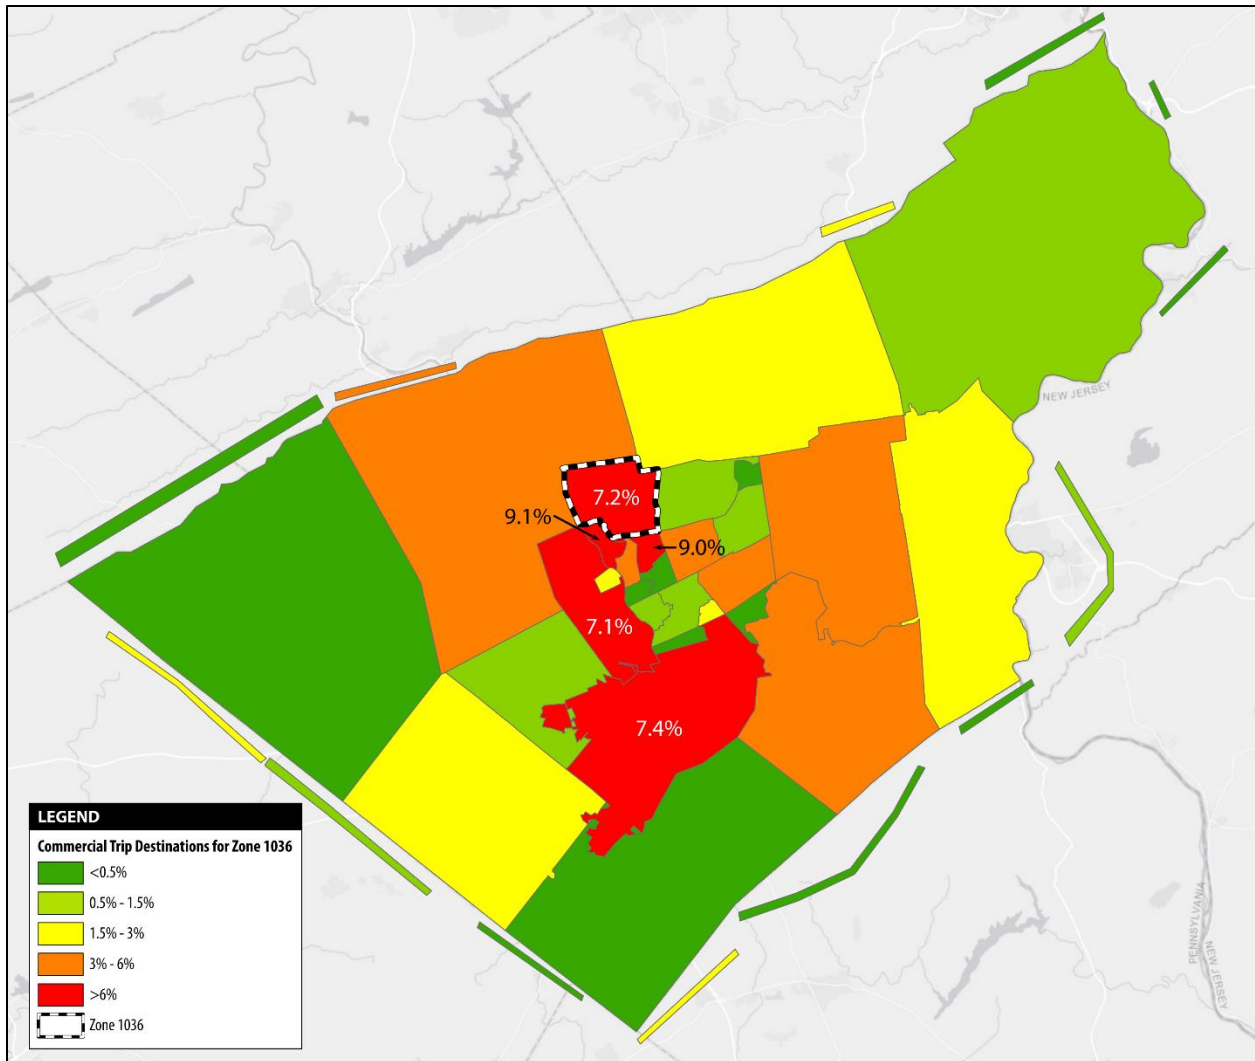 NEW JERSEY
7.2%
9.1%
9.0%
7.1%
7.4%
LEGEND
Commercial Trip Destinations for Zone 1036
<0.5%
0.5% - 1.5%
1.5% - 3%
3% - 6%
>6%
Zone 1036
PENNSYLVANIA
NEW JERSEY